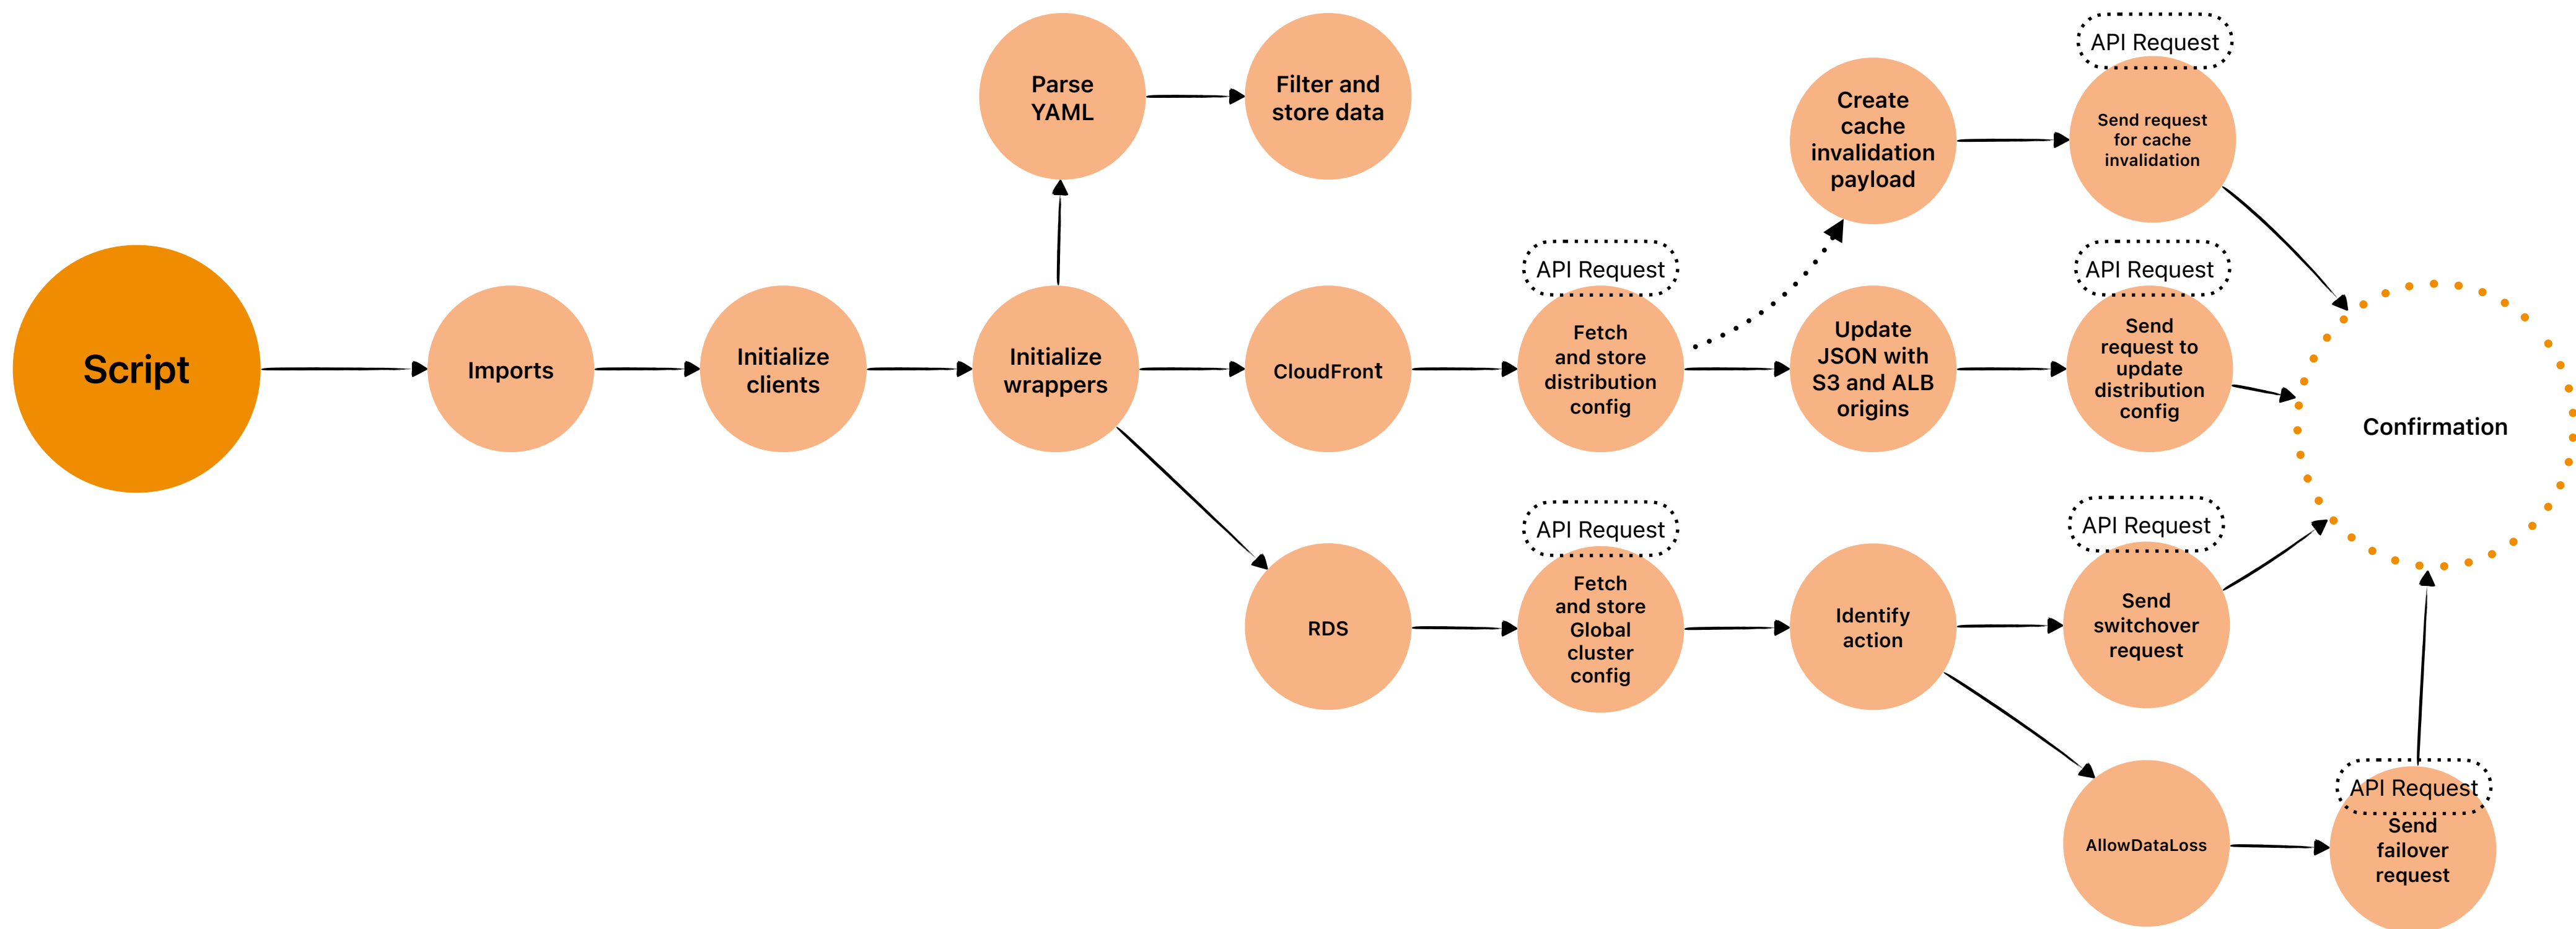 Script
Imports
Initialize
clients
Initialize
wrappers
Parse
YAML
Filter and
store data
CloudFront
API Request
Fetch
and store
distribution
config
Create
cache
invalidation
payload
API Request
Send request
for cache
invalidation
Update
JSON with
S3 and ALB
origins
API Request
Send
request to
update
distribution
config
Confirmation
RDS
API Request
Fetch
and store
Global
cluster
config
Identify
action
API Request
Send
switchover
request
AllowDataLoss
API Request
Send
failover
request